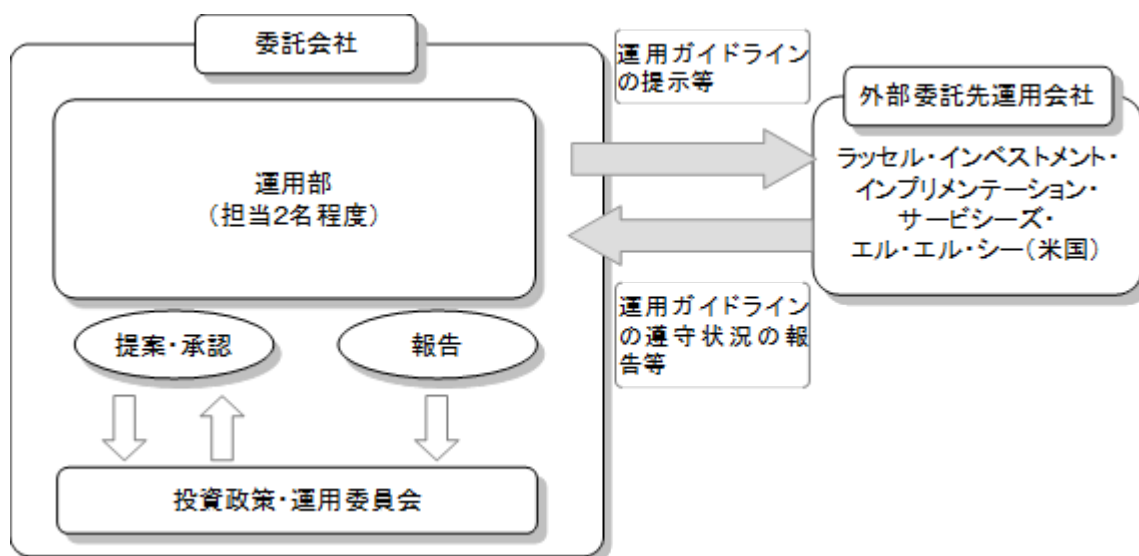 委託会社
運用部
（担当2名程度）
提案・承認
報告
投資政策・運用委員会
運用ガイドライン
の提示等
運用ガイドライン
の遵守状況の報
告等
外部委託先運用会社
ラッセル・インベストメント・
インプリメンテーション・
サービシーズ・
エル・エル・シー（米国）